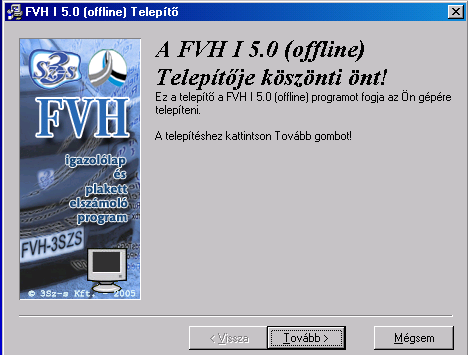 FVH I 5.0 (offline) Telepítő
A FVH I 5.0 (offline)
Telepítője köszönti önt!
Ez a telepítő a FVH I 5.0 (offline) programot fogja az Ön gépére
telepíteni.
A telepítéshez kattintson Tovább gombot!
3
SzS
FVH
igazolólap
és
plakett
elszámoló
program
FVH-3SZS
© 3Sz-s Kft. 2005
< Vissza
Tovább >
Mégsem